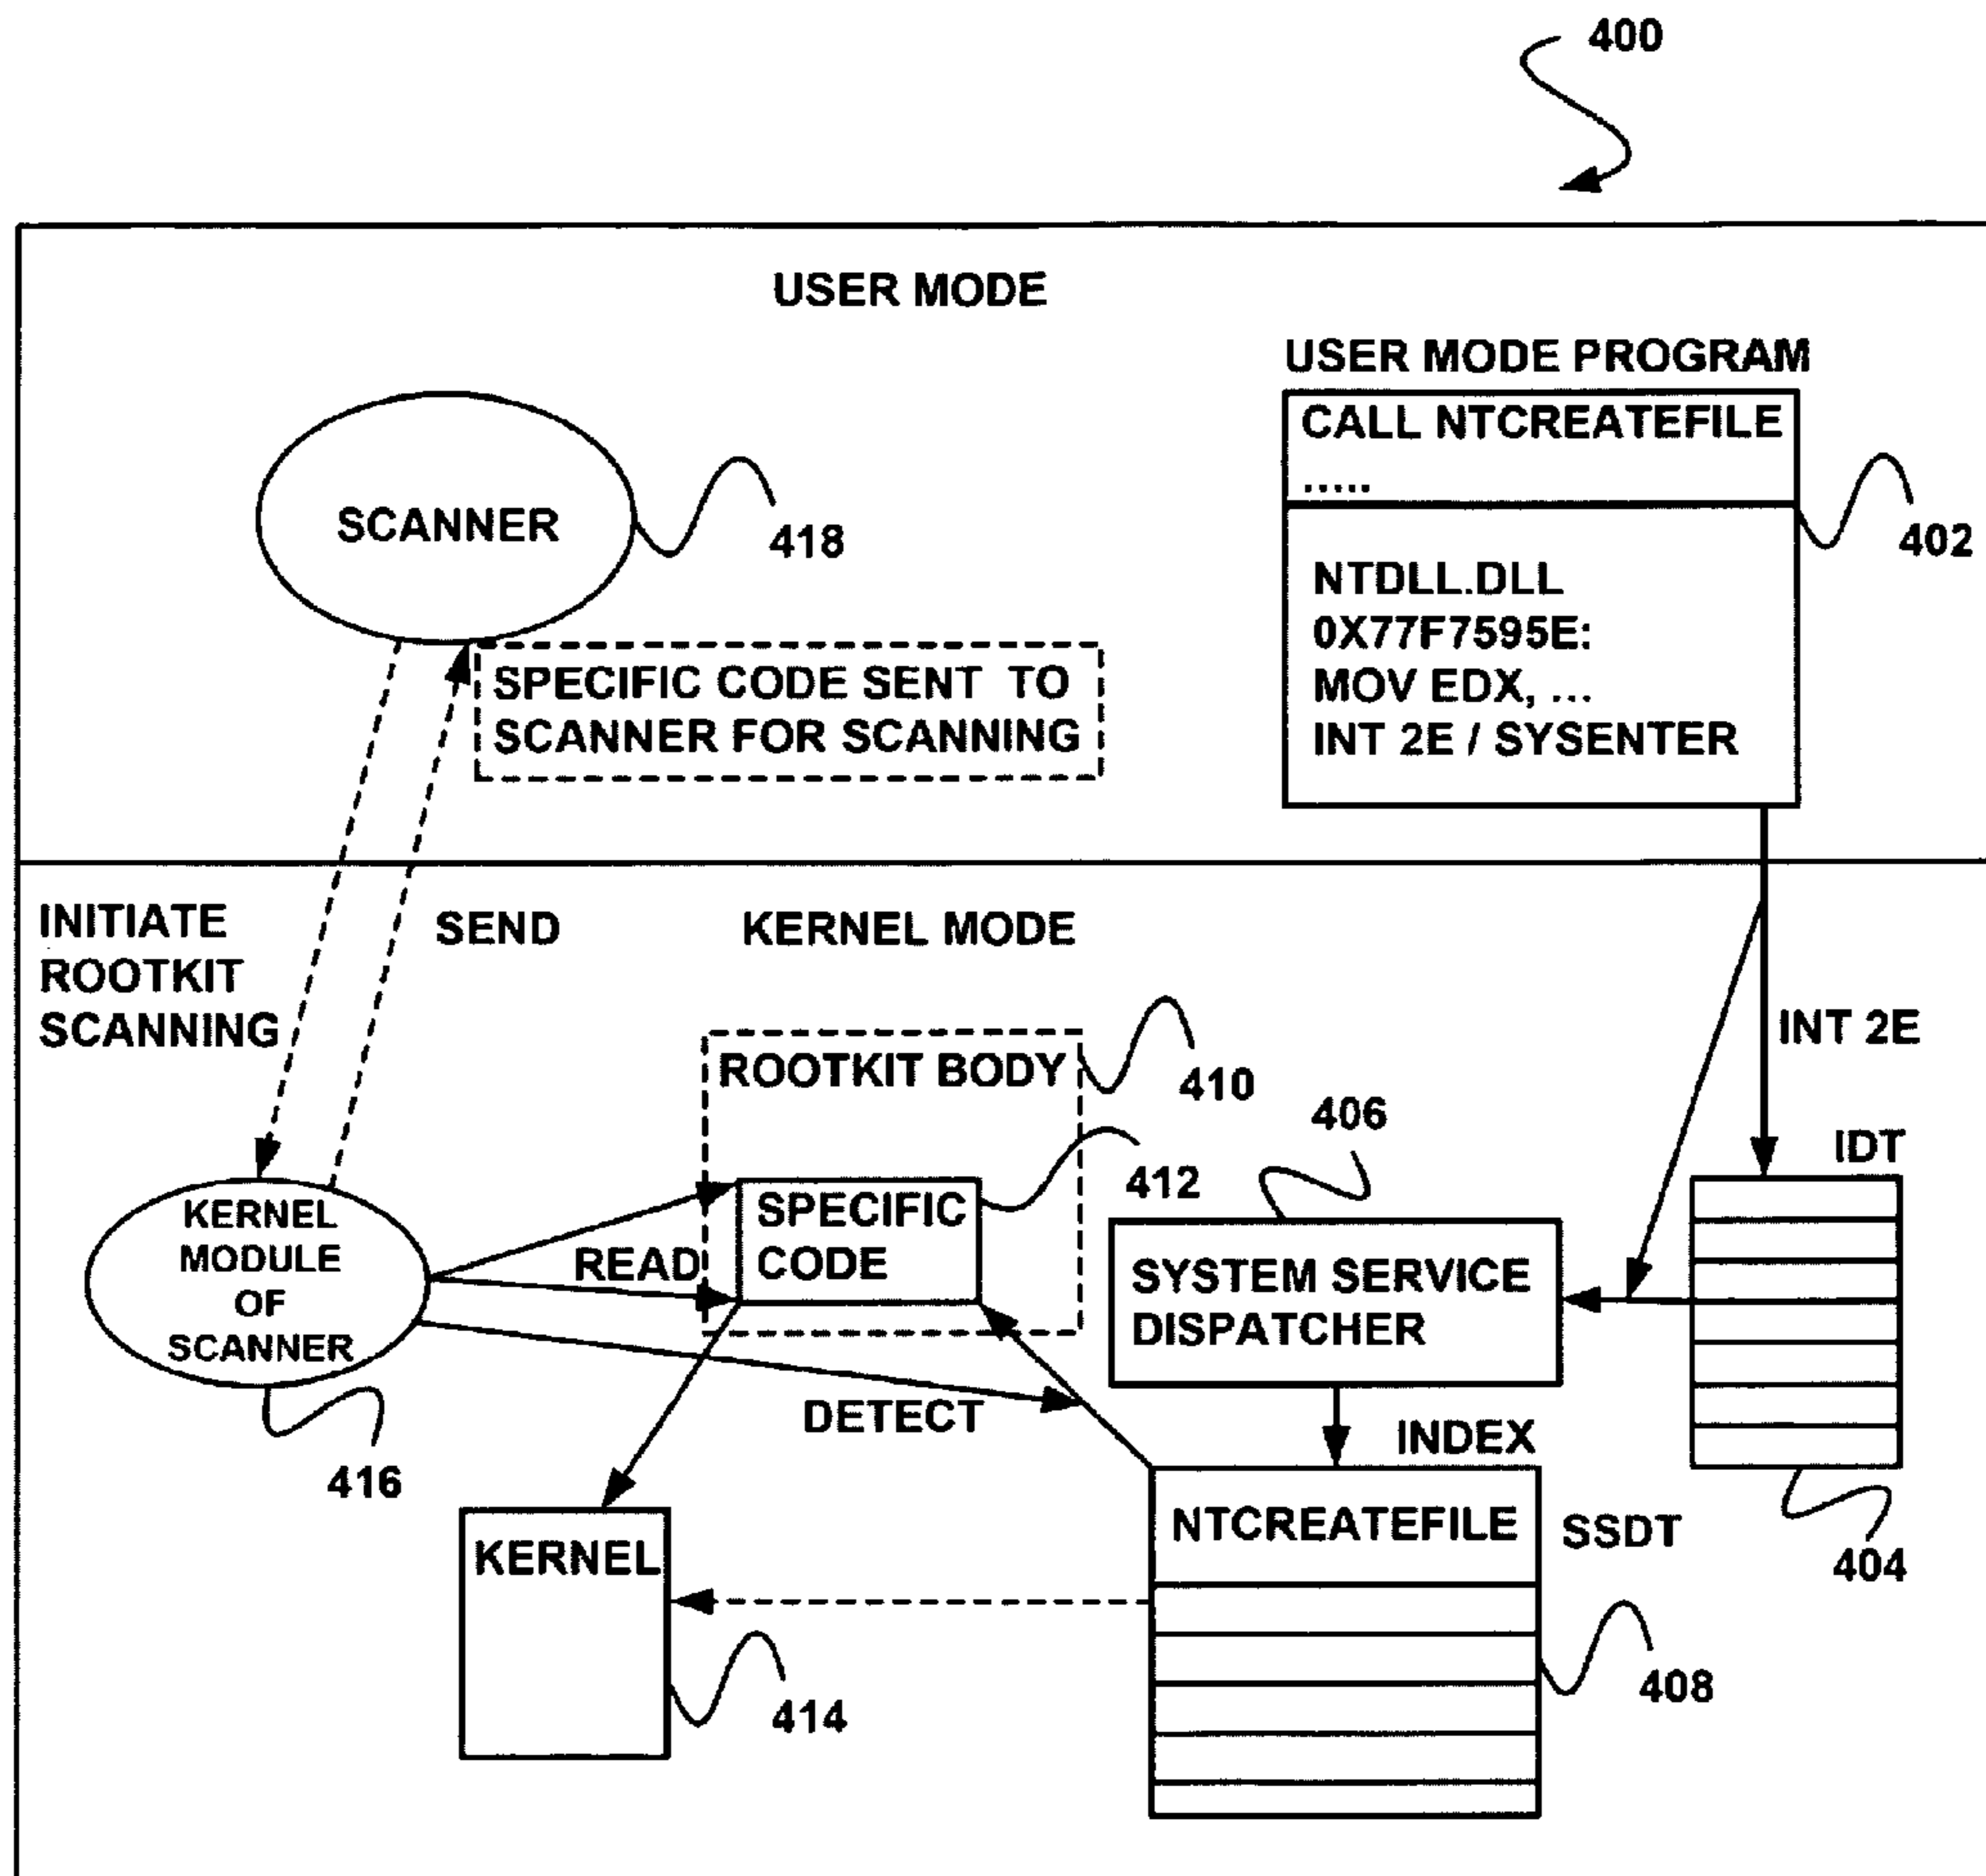 400
USER MODE
USER MODE PROGRAM
CALL NTCREATEFILE
.....
SCANNER
418
402
NTDLL.DLL
0X77F7595E:
MOV EDX, ...
INT 2E / SYSENTER
SPECIFIC CODE SENT TO
SCANNER FOR SCANNING
INITIATE
ROOTKIT
SCANNING
SEND
KERNEL MODE
INT 2E
ROOTKIT BODY
410
406
IDT
412
KERNEL
MODULE
OF
SCANNER
READ
SPECIFIC
CODE
SYSTEM SERVICE
DISPATCHER
DETECT
INDEX
416
NTCREATEFILE
SSDT
404
KERNEL
408
414